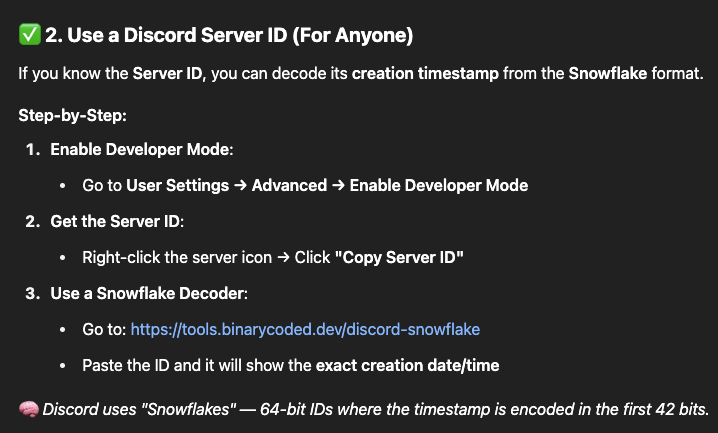 ✅ 2. Use a Discord Server ID (For Anyone)
If you know the Server ID, you can decode its creation timestamp from the Snowflake format.
Step-by-Step:
1. Enable Developer Mode:
• Go to User Settings → Advanced → Enable Developer Mode
2. Get the Server ID:
• Right-click the server icon → Click "Copy Server ID"
3. Use a Snowflake Decoder:
• Go to: https://tools.binarycoded.dev/discord-snowflake
• Paste the ID and it will show the exact creation date/time
🧠 Discord uses "Snowflakes" — 64-bit IDs where the timestamp is encoded in the first 42 bits.